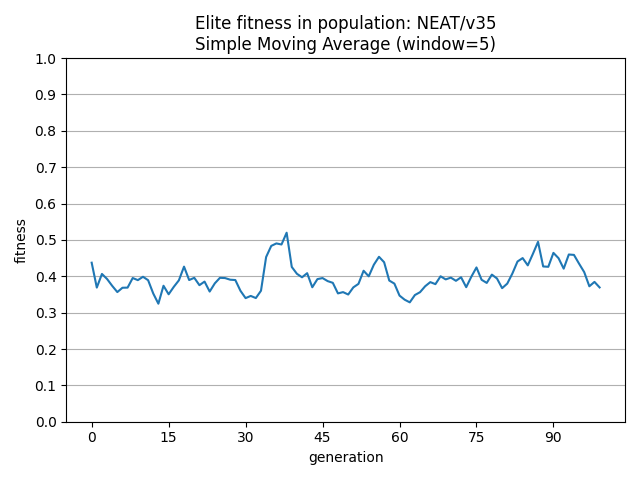 Elite fitness in population: NEAT/v35
Simple Moving Average (window=5)
1.0
0.9
0.8
0.7
0.6
0.5
0.4
0.3
0.2
0.1
0.0
fitness
0 15 30 45 60 75 90
generation